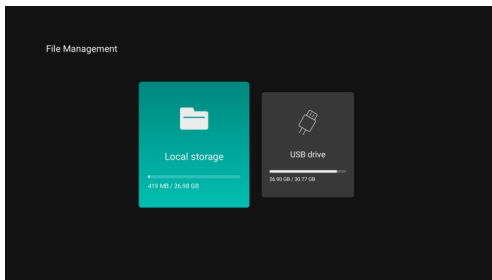 File Management
Local storage
419 MB / 26.98 GB
USB drive
26.90 GB / 30.77 GB